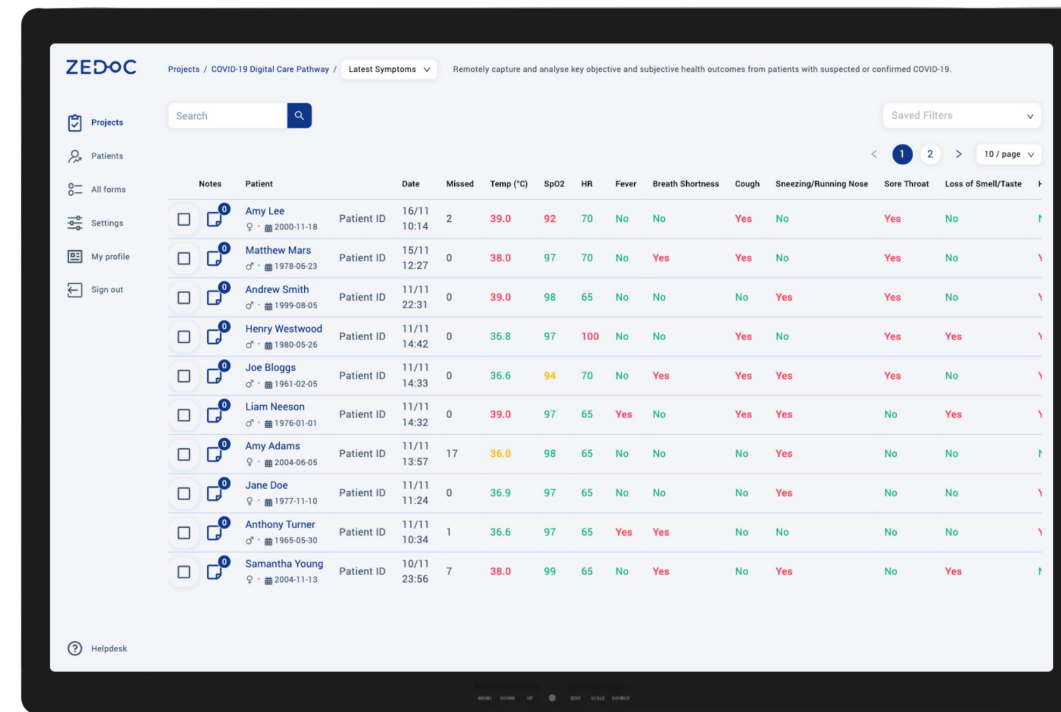 ZEDOC
Projects / COVID-19 Digital Care Pathway / Latest Symptoms Remotely capture and analyse key objective and subjective health outcomes from patients with suspected or confirmed COVID-19.
Projects
Patients
All forms
Settings
My profile
Sign out
Search
Saved Filters
< 1 2 > 10 / page
Notes Patient Date Missed Temp (°C) SpO2 HR Fever Breath Shortness Cough Sneezing/Running Nose Sore Throat Loss of Smell/Taste
0 Amy Lee ♀ · 2000-11-18 Patient ID 16/11 10:14 2 39.0 92 70 No No Yes No Yes No
0 Matthew Mars ♂ · 1978-06-23 Patient ID 15/11 12:27 0 38.0 97 70 No Yes Yes No Yes No
0 Andrew Smith ♂ · 1999-08-05 Patient ID 11/11 22:31 0 39.0 98 65 No No No Yes Yes No
0 Henry Westwood ♂ · 1980-05-26 Patient ID 11/11 14:42 0 36.8 97 100 No No Yes No Yes Yes
0 Joe Bloggs ♂ · 1961-02-05 Patient ID 11/11 14:33 0 36.6 94 70 No Yes Yes Yes Yes No
0 Liam Neeson ♂ · 1976-01-01 Patient ID 11/11 14:32 0 39.0 97 65 Yes No Yes Yes No Yes
0 Amy Adams ♀ · 2004-06-05 Patient ID 11/11 13:57 17 36.0 98 65 No No No Yes No No
0 Jane Doe ♀ · 1977-11-10 Patient ID 11/11 11:24 0 36.9 97 65 No No No Yes No No
0 Anthony Turner ♂ · 1965-05-30 Patient ID 11/11 10:34 1 36.6 97 65 Yes Yes No No No No
0 Samantha Young ♀ · 2004-11-13 Patient ID 10/11 23:56 7 38.0 99 65 No Yes No Yes No Yes
Helpdesk
MENU DOWN UP EXIT SCALE SOURCE